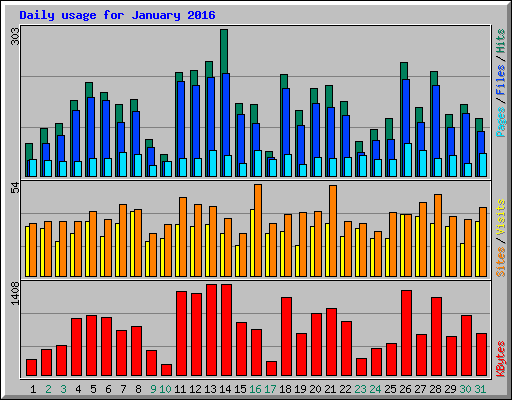 Daily usage for January 2016
303
Pages / Files / Hits
54
Sites / Visits
1408
KBytes
1 2 3 4 5 6 7 8 9 10 11 12 13 14 15 16 17 18 19 20 21 22 23 24 25 26 27 28 29 30 31